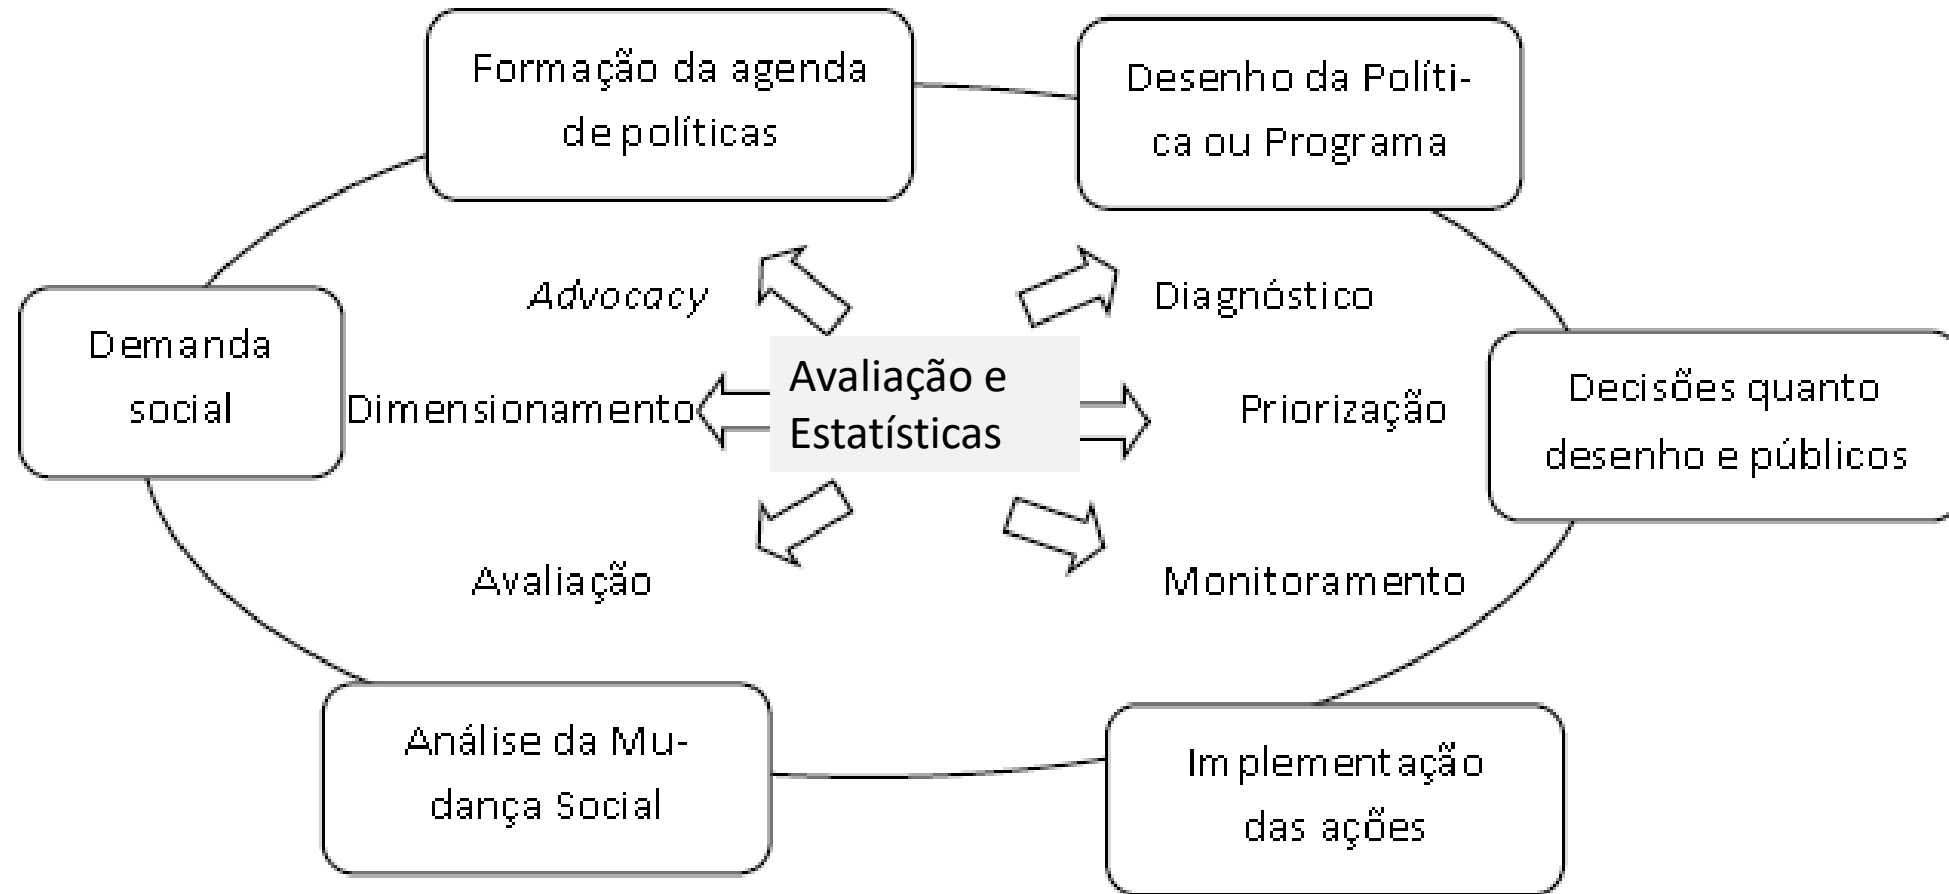 Formação da agenda
de políticas
Desenho da Políti-
ca ou Programa
Advocacy
Diagnóstico
Demanda
social
Dimensionamento
Avaliação e
Estatísticas
Priorização
Decisões quanto
desenho e públicos
Avaliação
Monitoramento
Análise da Mu-
dança Social
Implementação
das ações